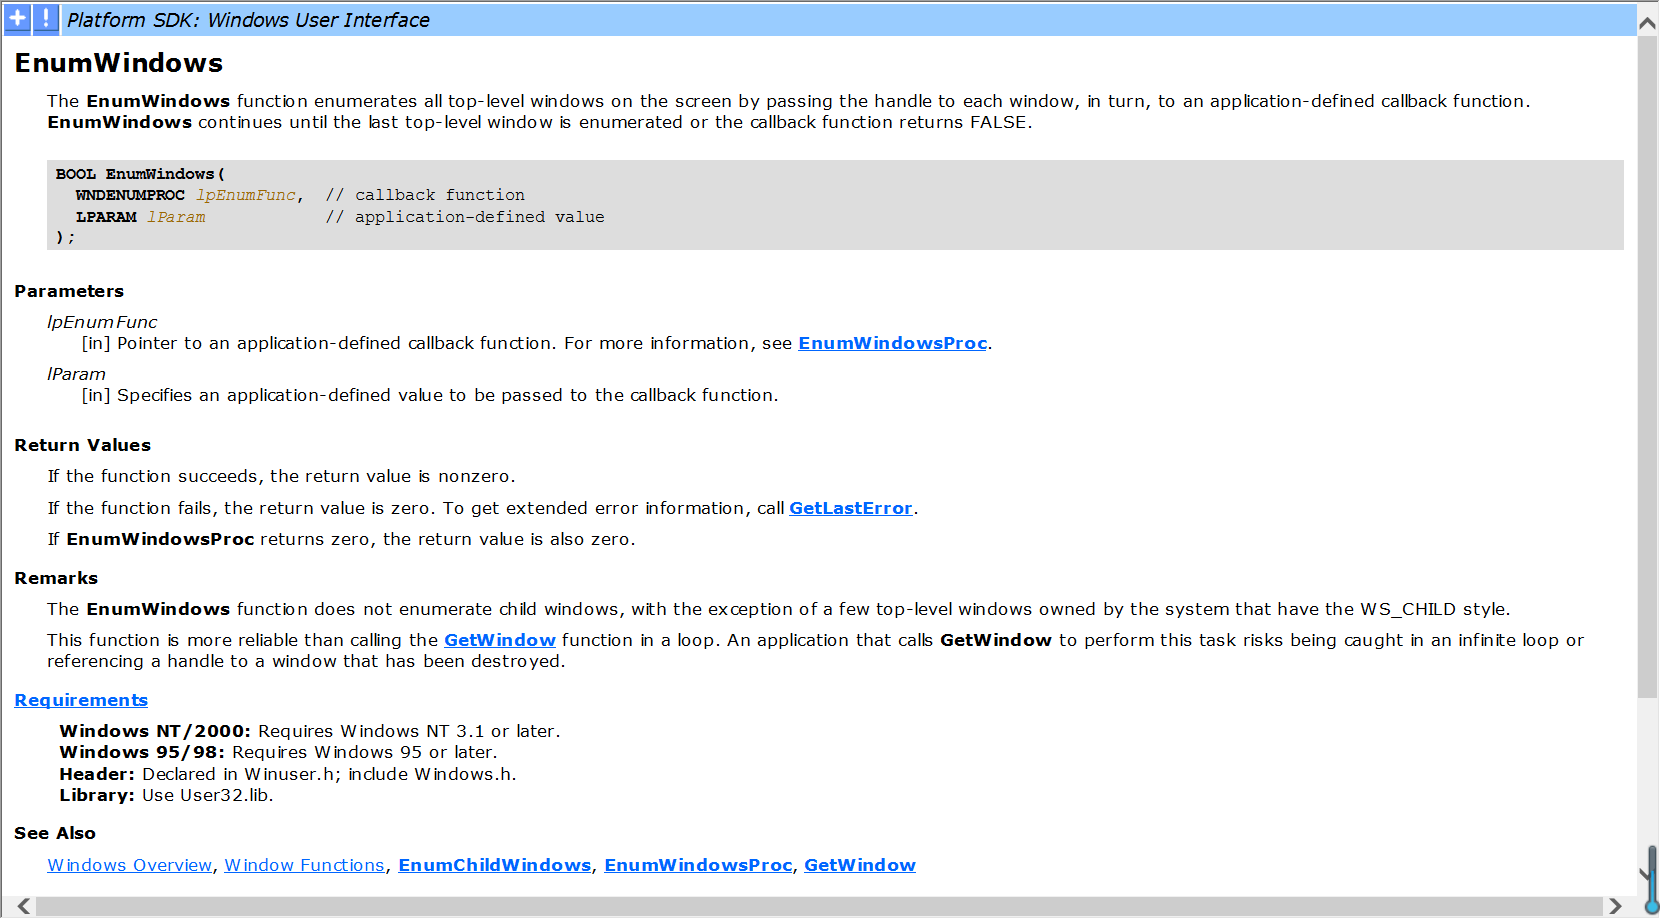 Platform SDK: Windows User Interface
EnumWindows
The EnumWindows function enumerates all top-level windows on the screen by passing the handle to each window, in turn, to an application-defined callback function.
EnumWindows continues until the last top-level window is enumerated or the callback function returns FALSE.
BOOL EnumWindows(
  WNDENUMPROC lpEnumFunc,  // callback function
  LPARAM lParam            // application-defined value
);
Parameters
lpEnumFunc
[in] Pointer to an application-defined callback function. For more information, see EnumWindowsProc.
lParam
[in] Specifies an application-defined value to be passed to the callback function.
Return Values
If the function succeeds, the return value is nonzero.
If the function fails, the return value is zero. To get extended error information, call GetLastError.
If EnumWindowsProc returns zero, the return value is also zero.
Remarks
The EnumWindows function does not enumerate child windows, with the exception of a few top-level windows owned by the system that have the WS_CHILD style.
This function is more reliable than calling the GetWindow function in a loop. An application that calls GetWindow to perform this task risks being caught in an infinite loop or
referencing a handle to a window that has been destroyed.
Requirements
Windows NT/2000: Requires Windows NT 3.1 or later.
Windows 95/98: Requires Windows 95 or later.
Header: Declared in Winuser.h; include Windows.h.
Library: Use User32.lib.
See Also
Windows Overview, Window Functions, EnumChildWindows, EnumWindowsProc, GetWindow